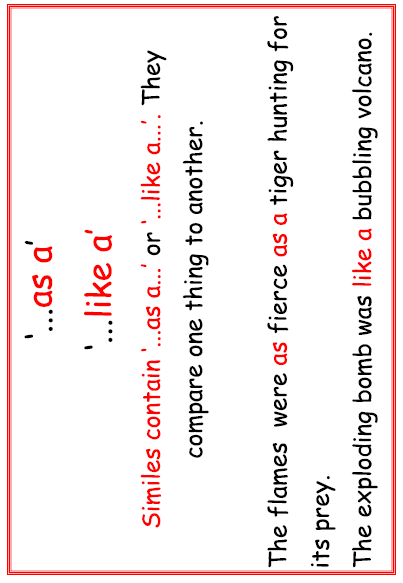 '...as a'
'...like a'
Similes contain '...as a...' or '...like a...'. They
compare one thing to another.
The flames were as fierce as a tiger hunting for
its prey.
The exploding bomb was like a bubbling volcano.